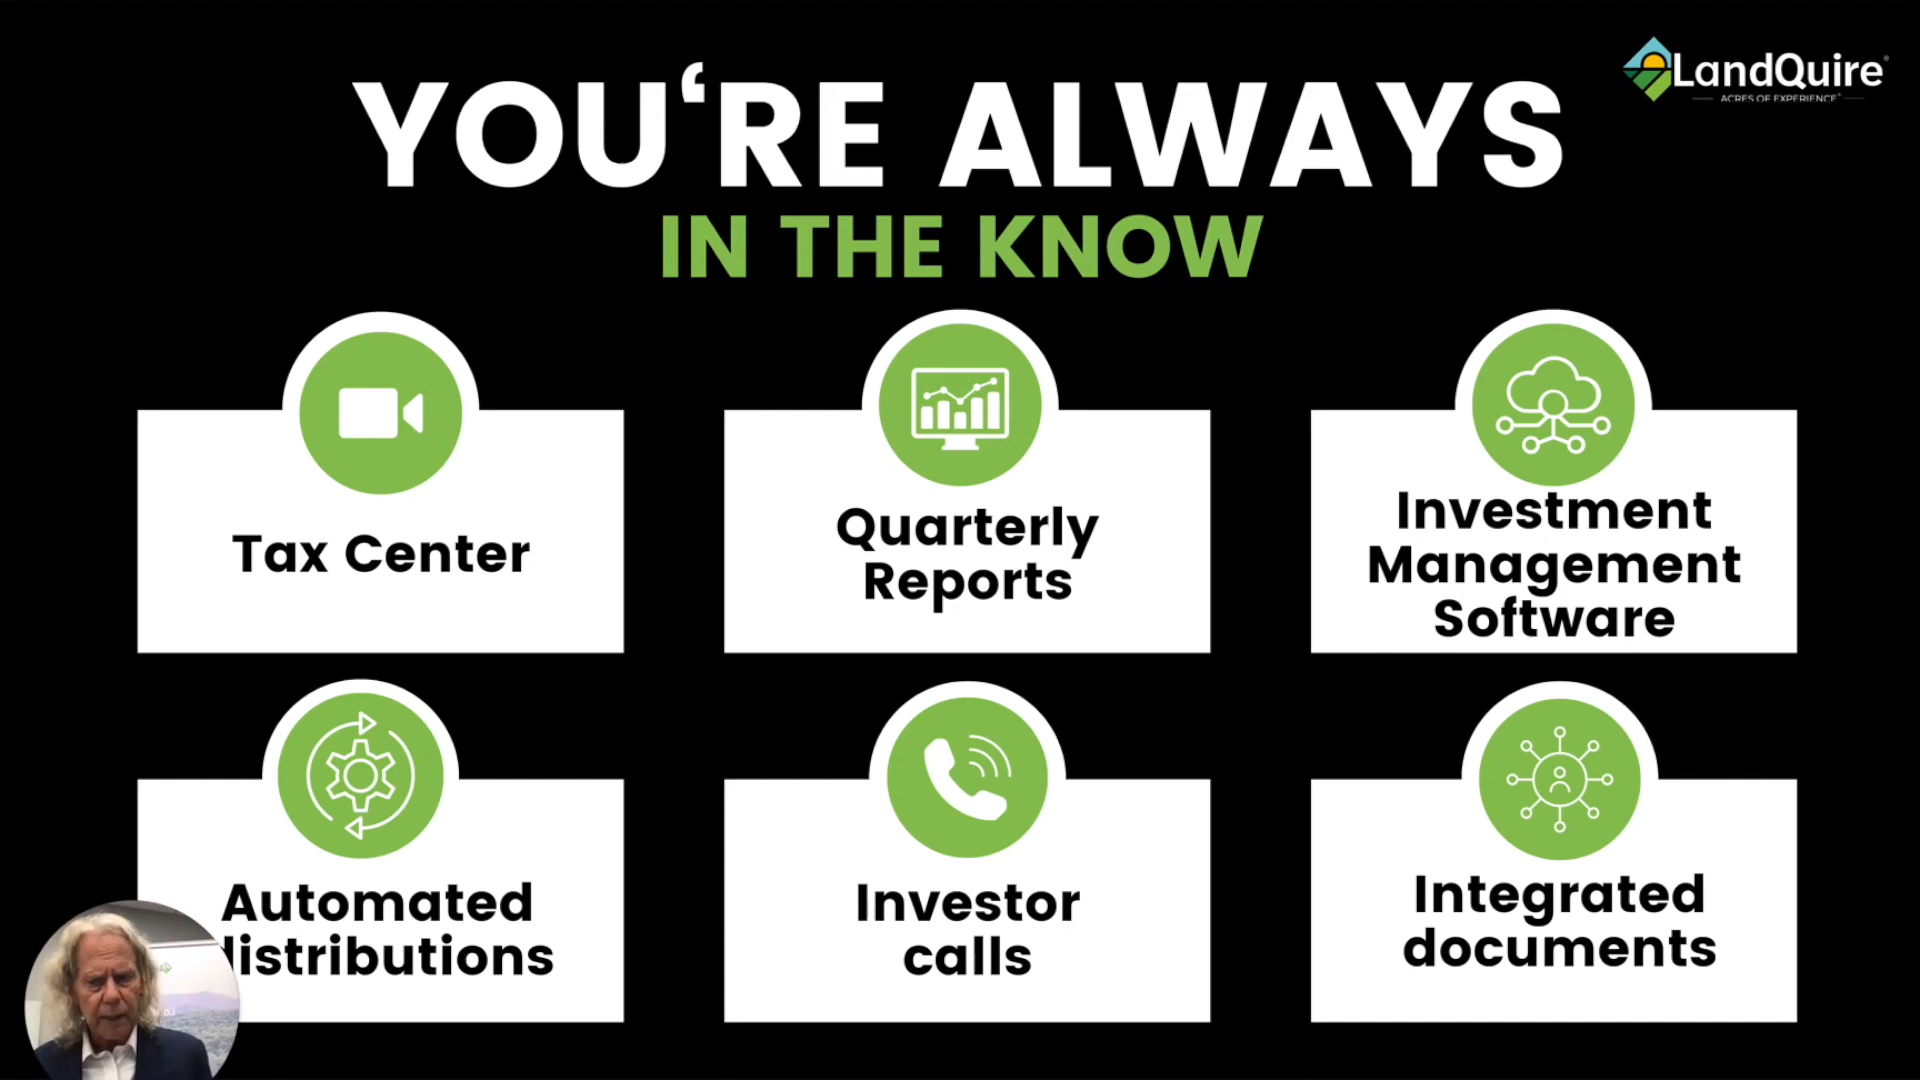 LandQuire®
ACRES OF EXPERIENCE®
YOU‘RE ALWAYS
IN THE KNOW
Tax Center
Quarterly
Reports
Investment
Management
Software
Automated
distributions
Investor
calls
Integrated
documents